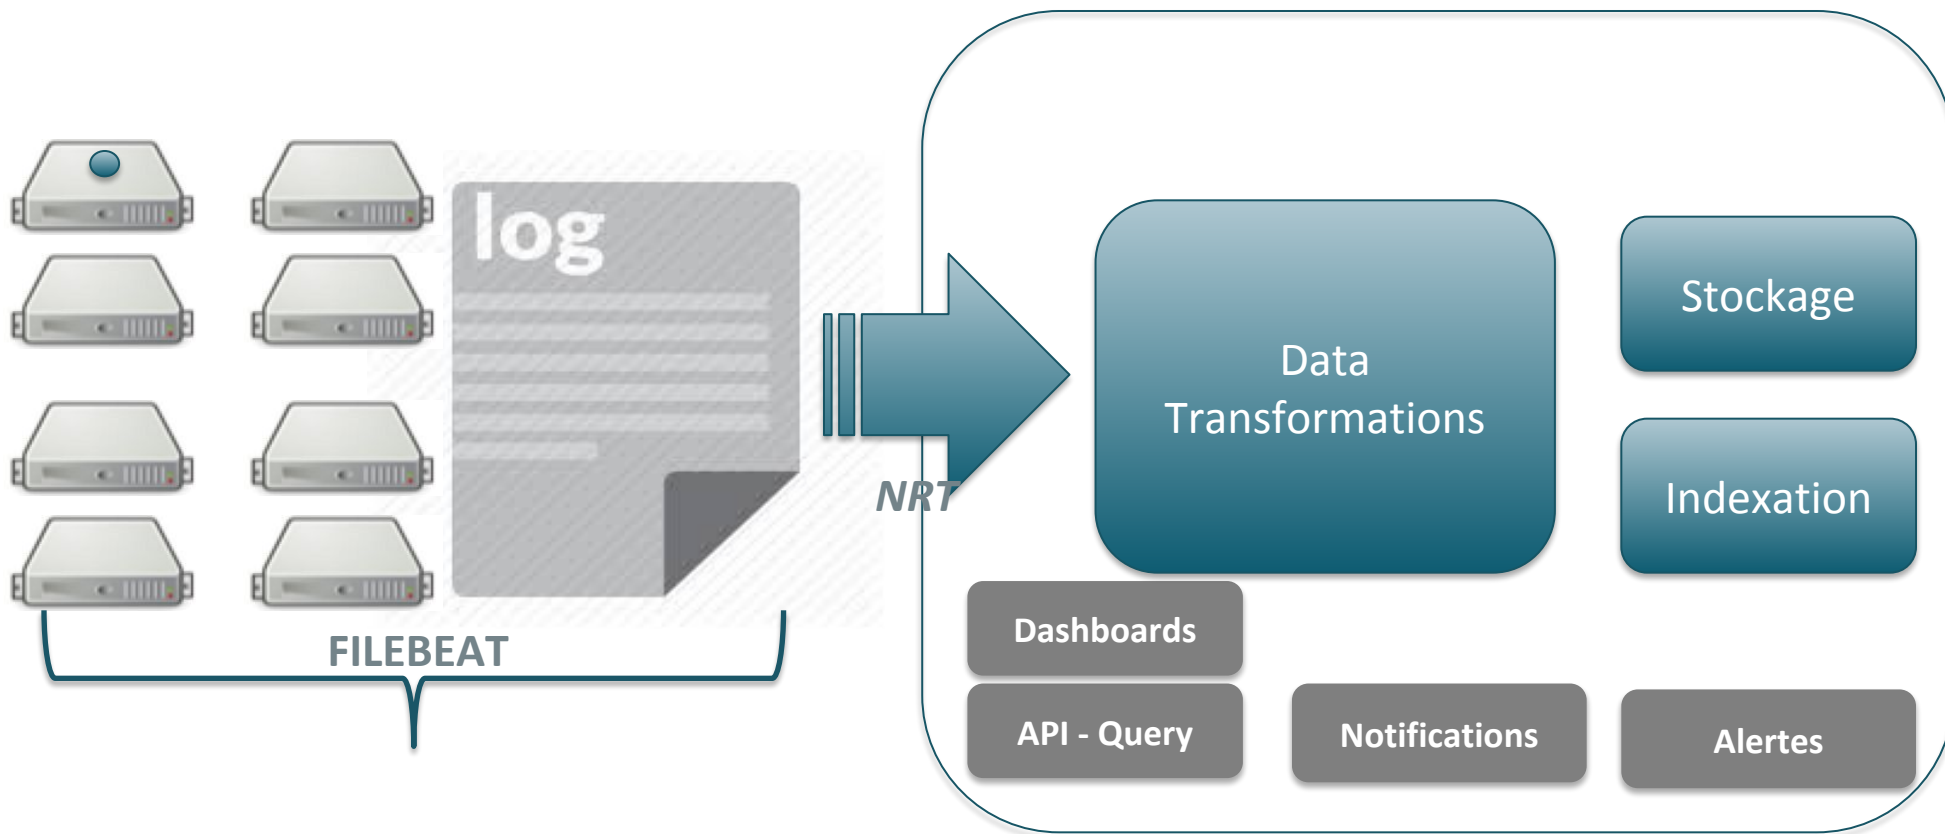 log
FILEBEAT
NRT
Data
Transformations
Stockage
Indexation
Dashboards
API - Query
Notifications
Alertes